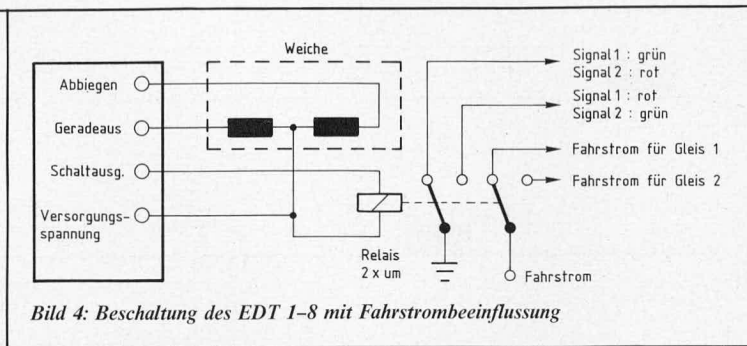 Weiche
Abbiegen
Geradeaus
Schaltausg.
Versorgungs-
spannung
Relais
2 x um
Signal 1 : grün
Signal 2 : rot
Signal 1 : rot
Signal 2 : grün
Fahrstrom für Gleis 1
Fahrstrom für Gleis 2
Fahrstrom
Bild 4: Beschaltung des EDT 1–8 mit Fahrstrombeeinflussung